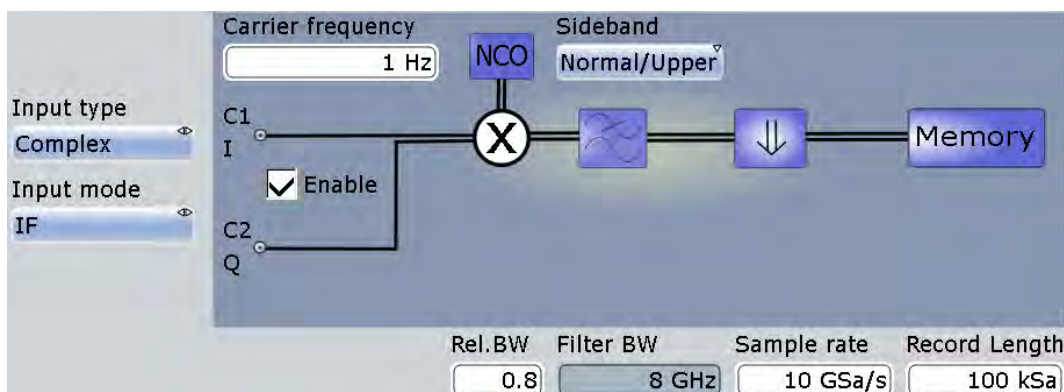 Carrier frequency
1 Hz
NCO
Sideband
Normal/Upper
Input type
Complex
C1
I
X
Memory
Enable
Input mode
IF
C2
Q
Rel.BW
0.8
Filter BW
8 GHz
Sample rate
10 GSa/s
Record Length
100 kSa